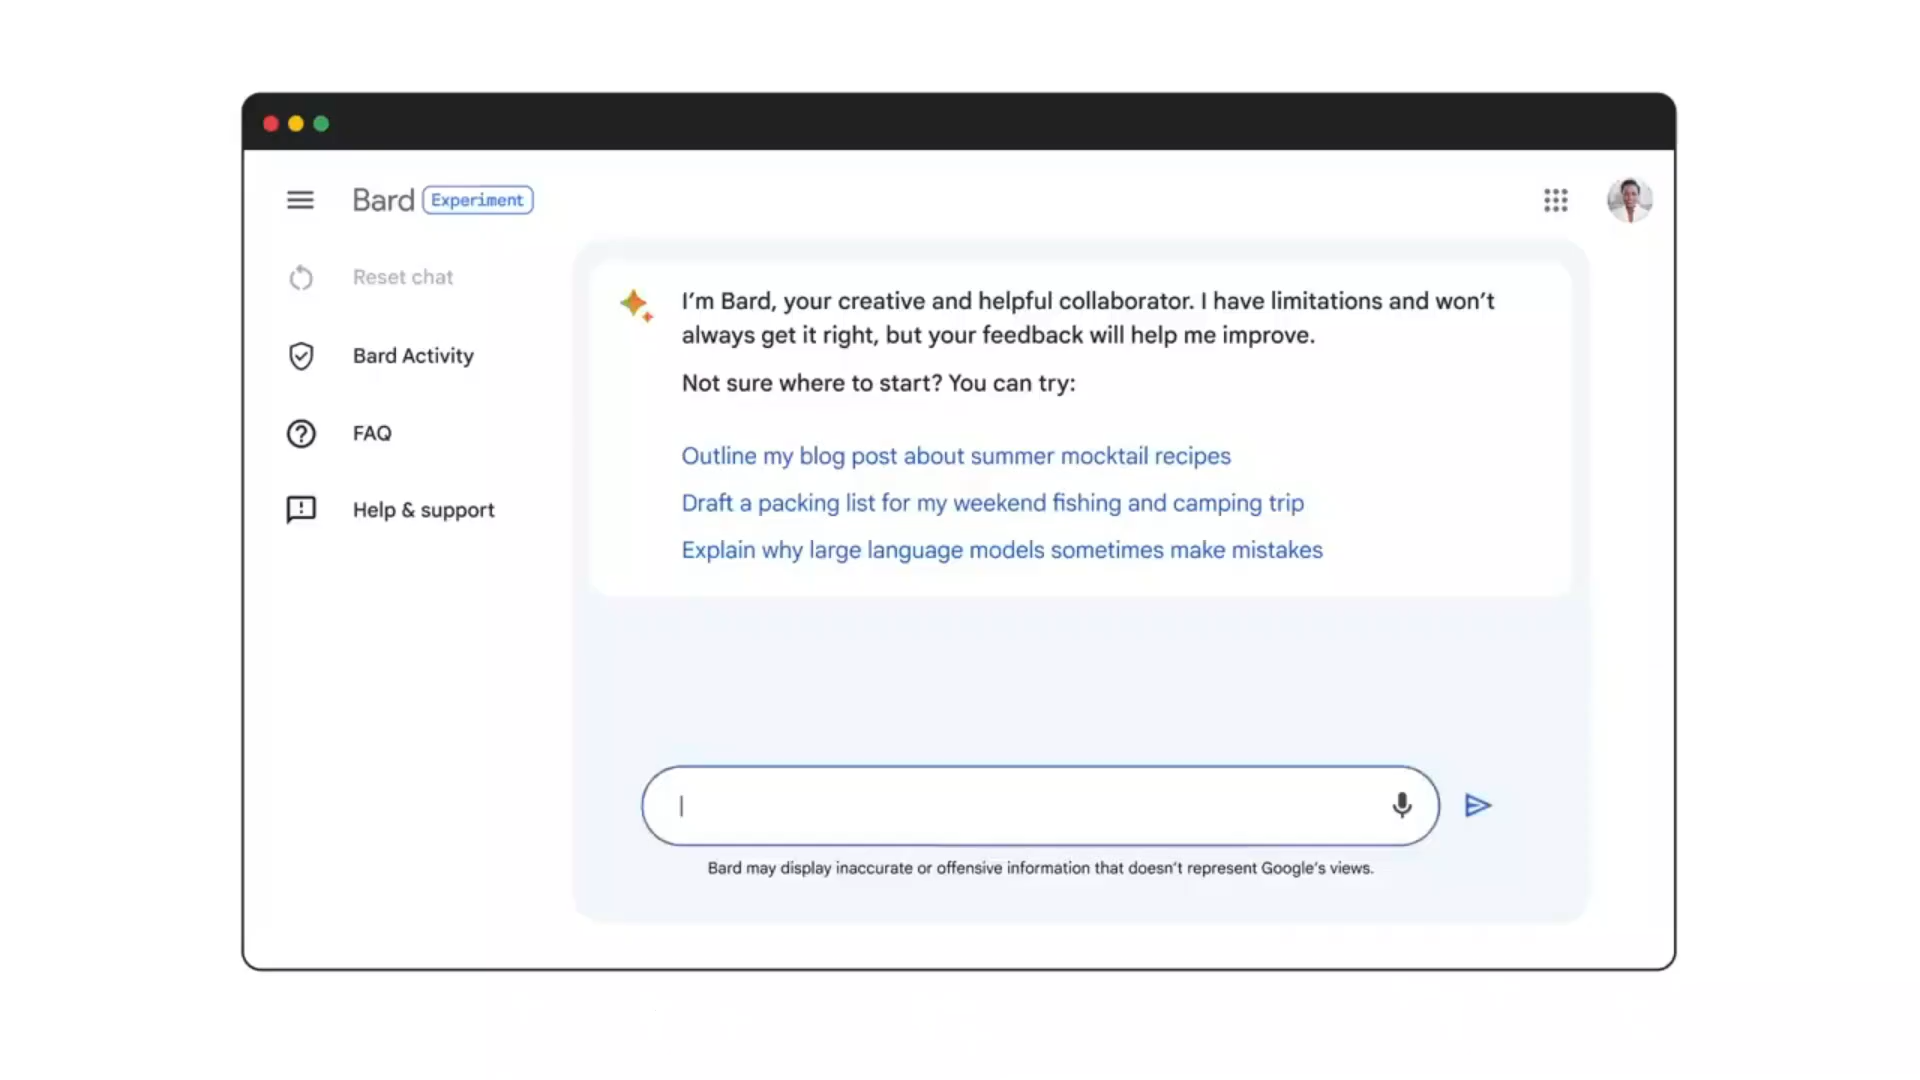 Bard Experiment
Reset chat
Bard Activity
FAQ
Help & support
I’m Bard, your creative and helpful collaborator. I have limitations and won’t
always get it right, but your feedback will help me improve.
Not sure where to start? You can try:
Outline my blog post about summer mocktail recipes
Draft a packing list for my weekend fishing and camping trip
Explain why large language models sometimes make mistakes
Bard may display inaccurate or offensive information that doesn’t represent Google’s views.